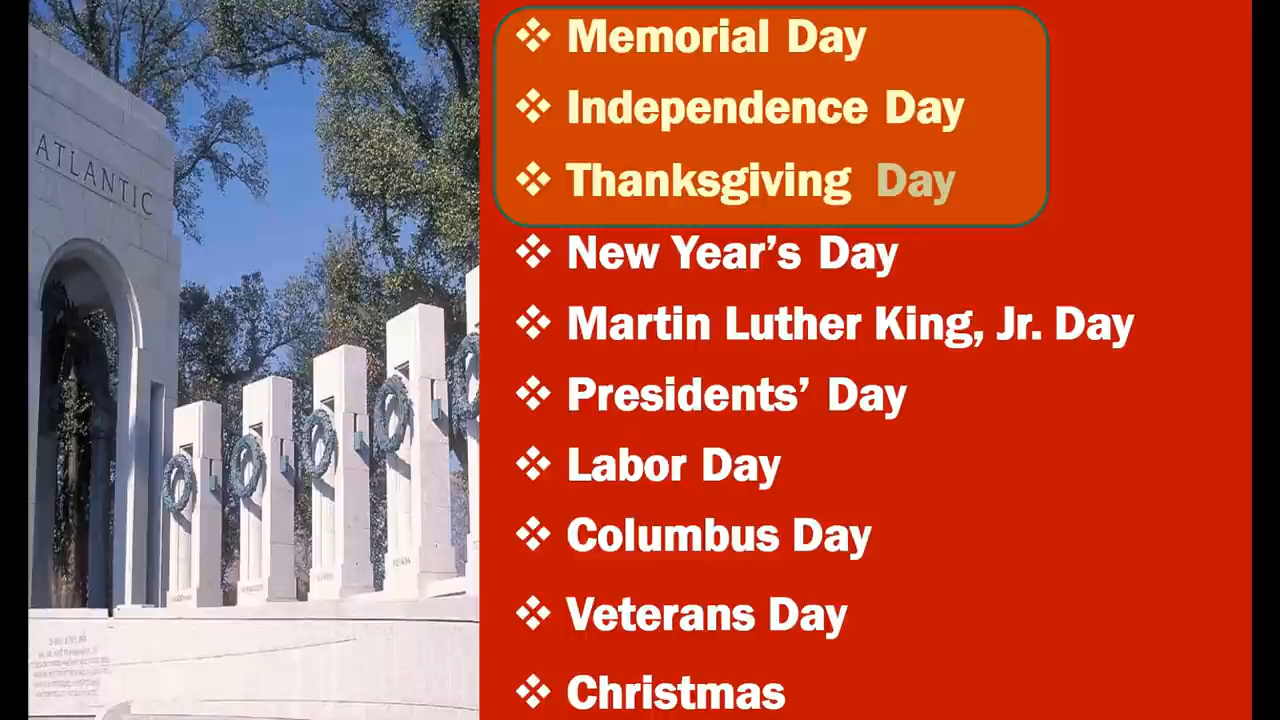 ATLANTIC
❖ Memorial Day
❖ Independence Day
❖ Thanksgiving Day
❖ New Year’s Day
❖ Martin Luther King, Jr. Day
❖ Presidents’ Day
❖ Labor Day
❖ Columbus Day
❖ Veterans Day
❖ Christmas